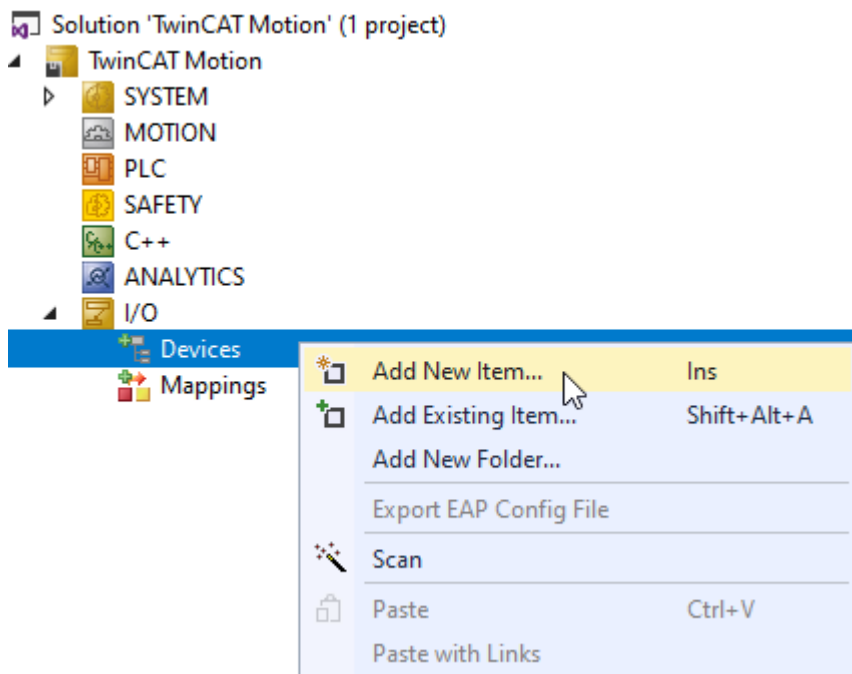 Solution 'TwinCAT Motion' (1 project)
TwinCAT Motion
SYSTEM
MOTION
PLC
SAFETY
C++
ANALYTICS
I/O
Devices
Mappings
Add New Item... Ins
Add Existing Item... Shift+Alt+A
Add New Folder...
Export EAP Config File
Scan
Paste Ctrl+V
Paste with Links